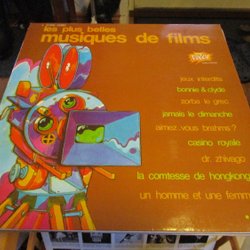 les plus belles
musiques de films
jeux interdits
bonnie & clyde
zorba le grec
jamais le dimanche
aimez.vous brahms.?
casino royale
dr. zhivago
la comtesse de hongkong
un homme et une femme